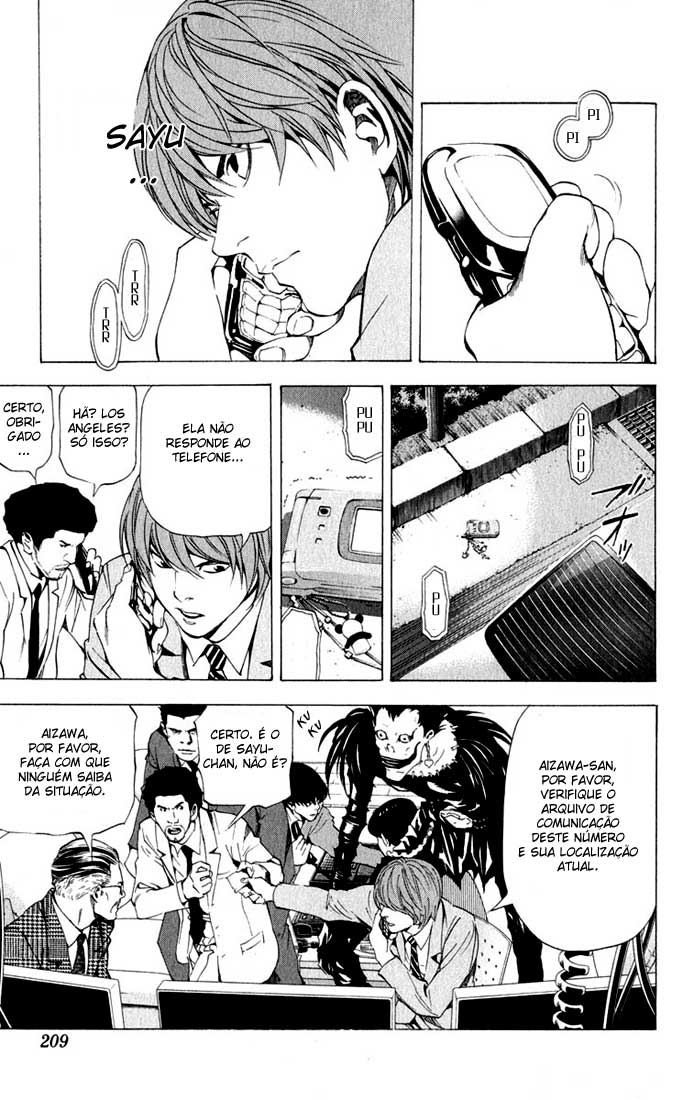 PI
PI
SAYU
...
TRR
TRR
PU
PU
PU
PU
PU
ELA NÃO
RESPONDE AO
TELEFONE...
HÃ? LOS
ANGELES?
SÓ ISSO?
CERTO,
OBRI-
GADO
...
AIZAWA-SAN,
POR FAVOR,
VERIFIQUE O
ARQUIVO DE
COMUNICAÇÃO
DESTE NÚMERO
E SUA LOCALIZAÇÃO
ATUAL.
KU
KU
CERTO. É O
DE SAYU-
CHAN, NÃO É?
AIZAWA,
POR FAVOR,
FAÇA COM QUE
NINGUÉM SAIBA
DA SITUAÇÃO.
209